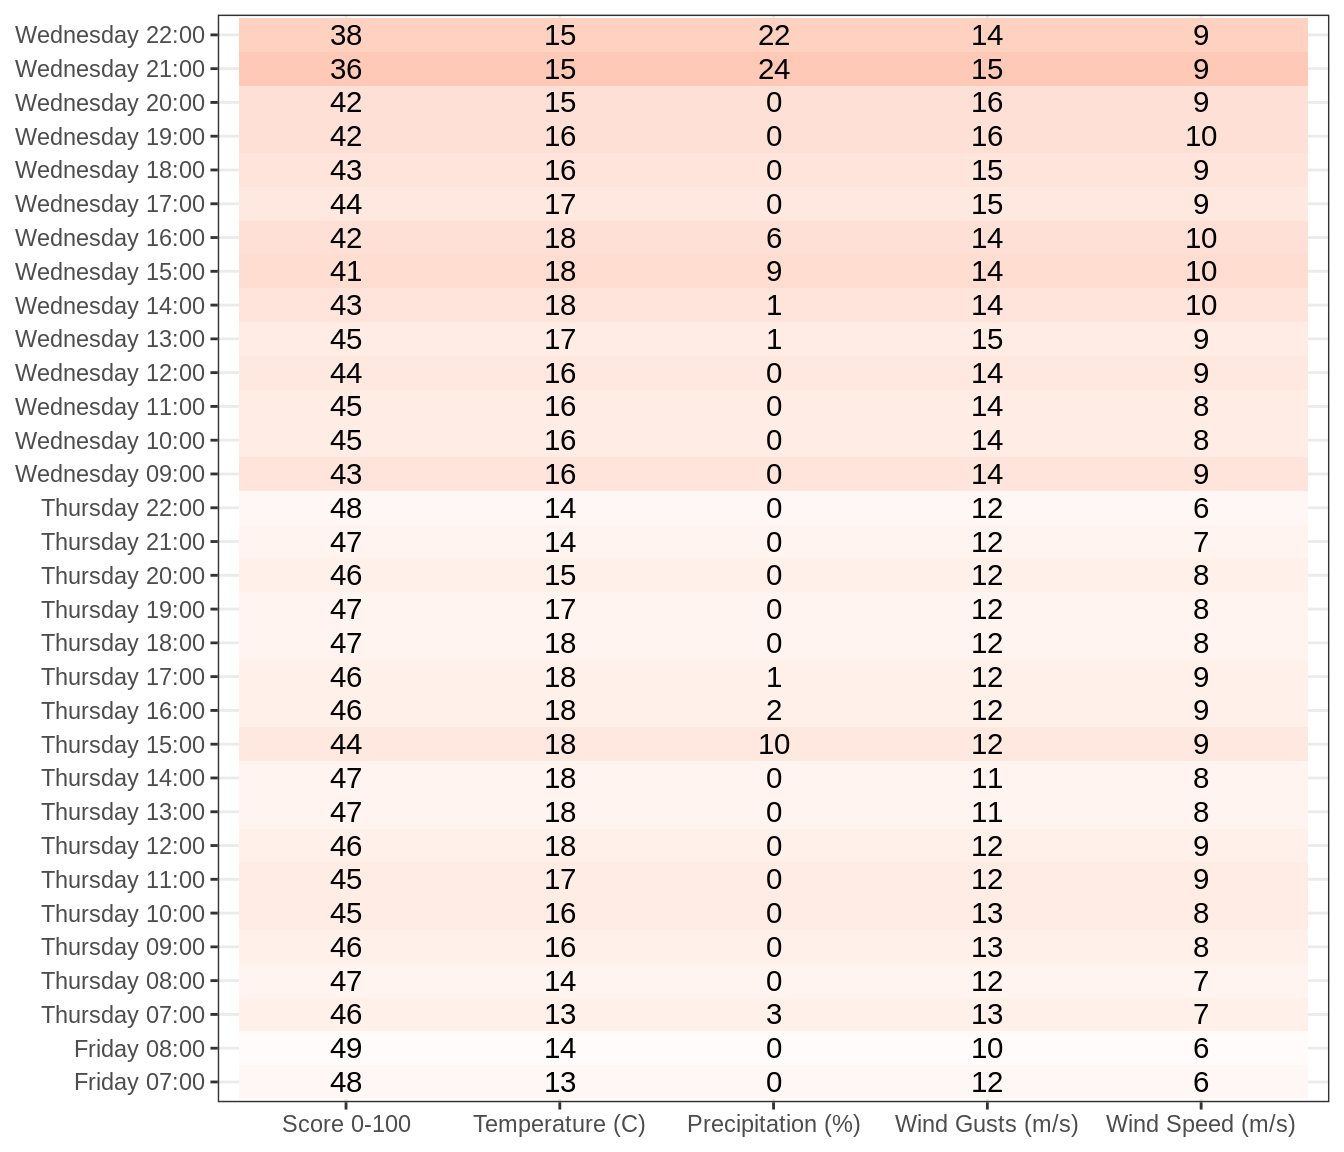 Wednesday 22:00 38 15 22 14 9
Wednesday 21:00 36 15 24 15 9
Wednesday 20:00 42 15 0 16 9
Wednesday 19:00 42 16 0 16 10
Wednesday 18:00 43 16 0 15 9
Wednesday 17:00 44 17 0 15 9
Wednesday 16:00 42 18 6 14 10
Wednesday 15:00 41 18 9 14 10
Wednesday 14:00 43 18 1 14 10
Wednesday 13:00 45 17 1 15 9
Wednesday 12:00 44 16 0 14 9
Wednesday 11:00 45 16 0 14 8
Wednesday 10:00 45 16 0 14 8
Wednesday 09:00 43 16 0 14 9
Thursday 22:00 48 14 0 12 6
Thursday 21:00 47 14 0 12 7
Thursday 20:00 46 15 0 12 8
Thursday 19:00 47 17 0 12 8
Thursday 18:00 47 18 0 12 8
Thursday 17:00 46 18 1 12 9
Thursday 16:00 46 18 2 12 9
Thursday 15:00 44 18 10 12 9
Thursday 14:00 47 18 0 11 8
Thursday 13:00 47 18 0 11 8
Thursday 12:00 46 18 0 12 9
Thursday 11:00 45 17 0 12 9
Thursday 10:00 45 16 0 13 8
Thursday 09:00 46 16 0 13 8
Thursday 08:00 47 14 0 12 7
Thursday 07:00 46 13 3 13 7
Friday 08:00 49 14 0 10 6
Friday 07:00 48 13 0 12 6
Score 0-100 Temperature (C) Precipitation (%) Wind Gusts (m/s) Wind Speed (m/s)